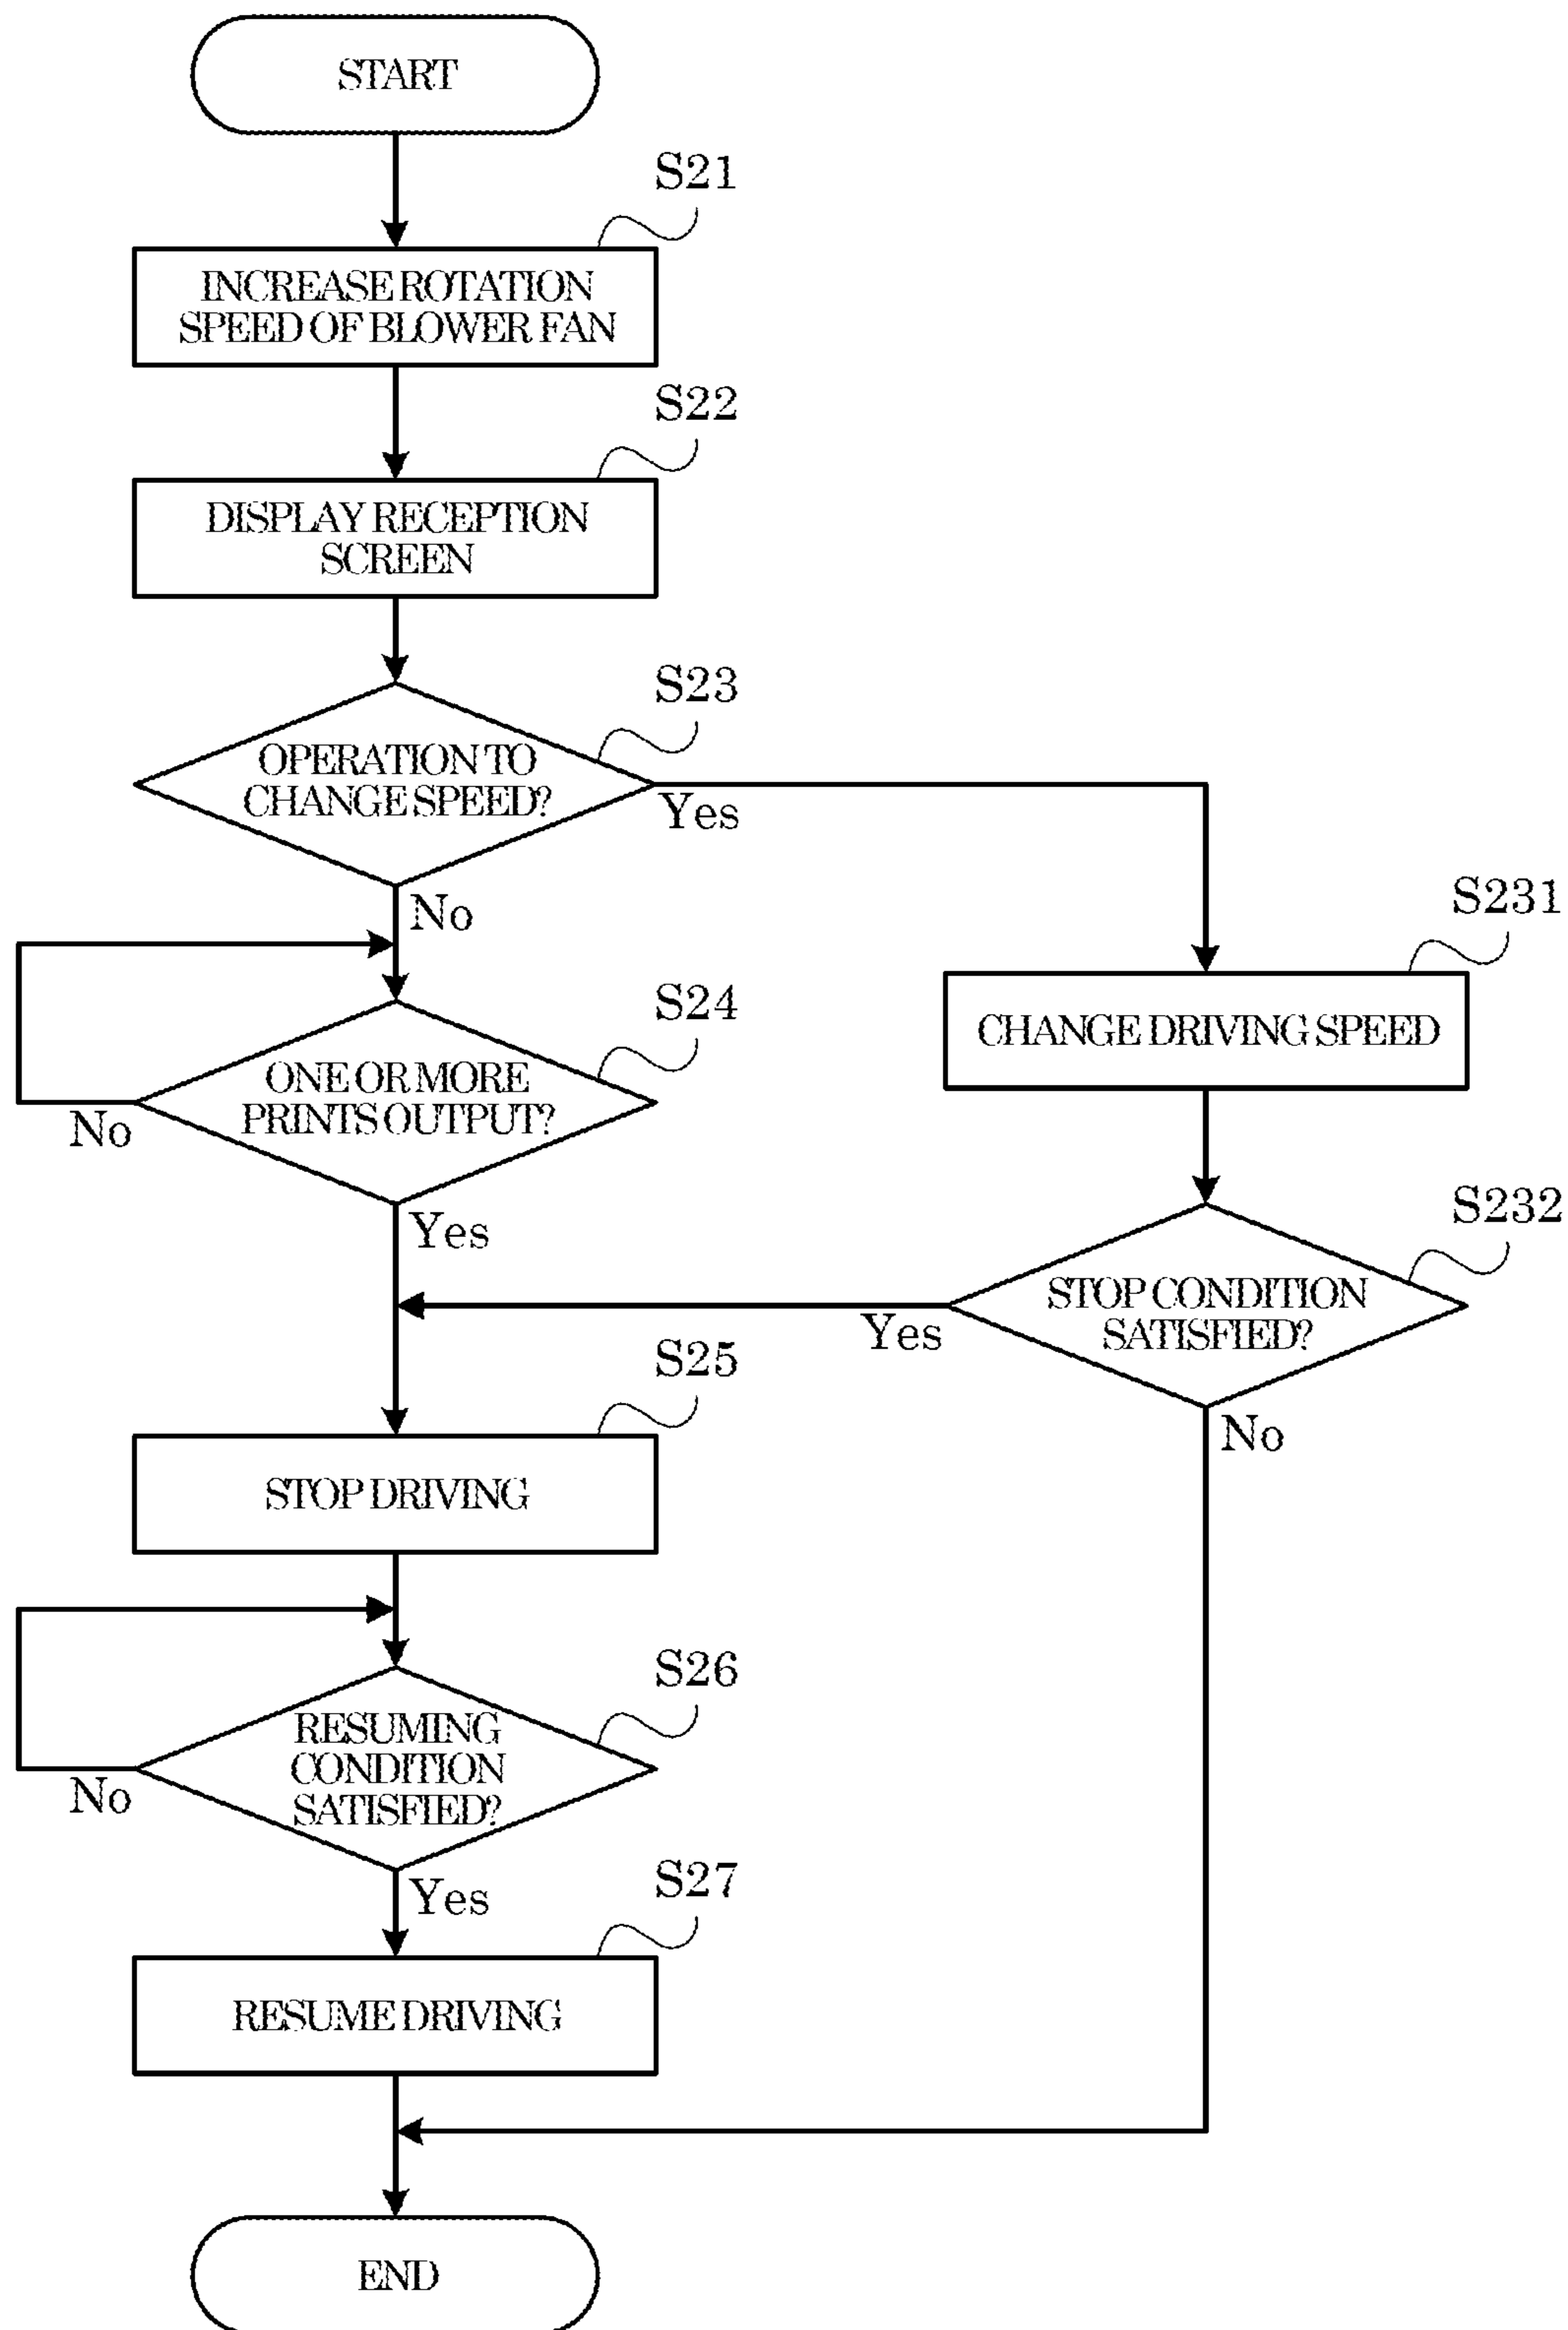 START
S21
INCREASE ROTATION
SPEED OF BLOWER FAN
S22
DISPLAY RECEPTION
SCREEN
S23
OPERATION TO
CHANGE SPEED?
Yes
No
S231
CHANGE DRIVING SPEED
S24
ONE OR MORE
PRINTS OUTPUT?
No
Yes
S232
STOP CONDITION
SATISFIED?
Yes
No
S25
STOP DRIVING
S26
RESUMING
CONDITION
SATISFIED?
No
Yes
S27
RESUME DRIVING
END